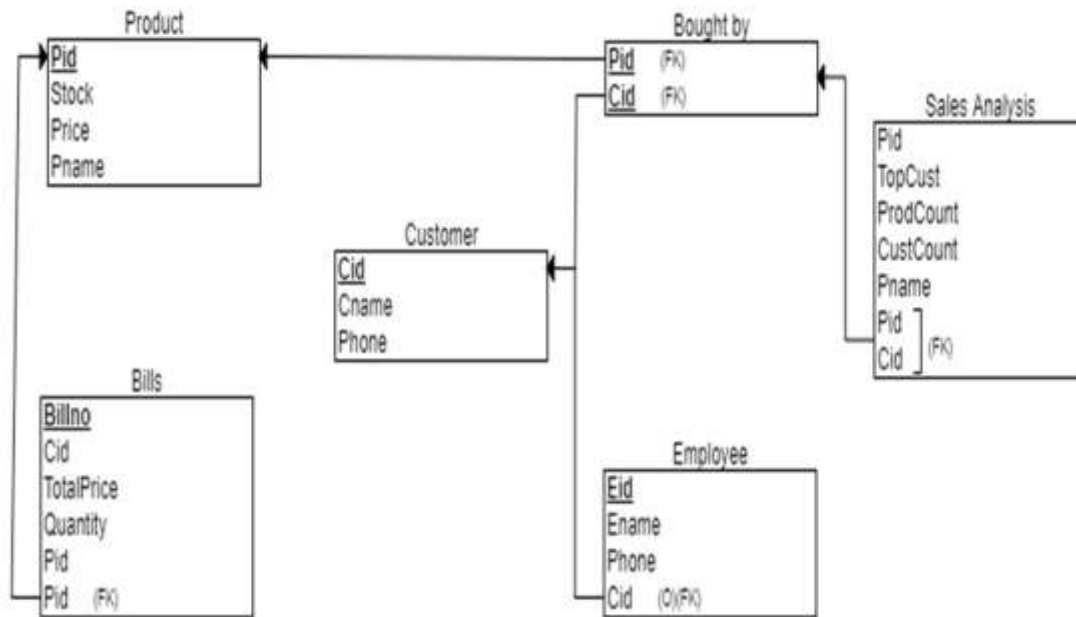 Product
Pid
Stock
Price
Pname
Bought by
Pid (FK)
Cid (FK)
Sales Analysis
Pid
TopCust
ProdCount
CustCount
Pname
Pid
Cid
(FK)
Customer
Cid
Cname
Phone
Bills
Billno
Cid
TotalPrice
Quantity
Pid
Pid (FK)
Employee
Eid
Ename
Phone
Cid (O)(FK)